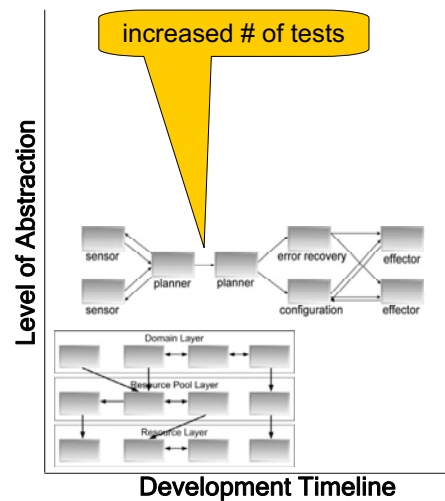 increased # of tests
Level of Abstraction
sensor
error recovery
effector
planner
planner
sensor
configuration
effector
Domain Layer
Resource Pool Layer
Resource Layer
Development Timeline